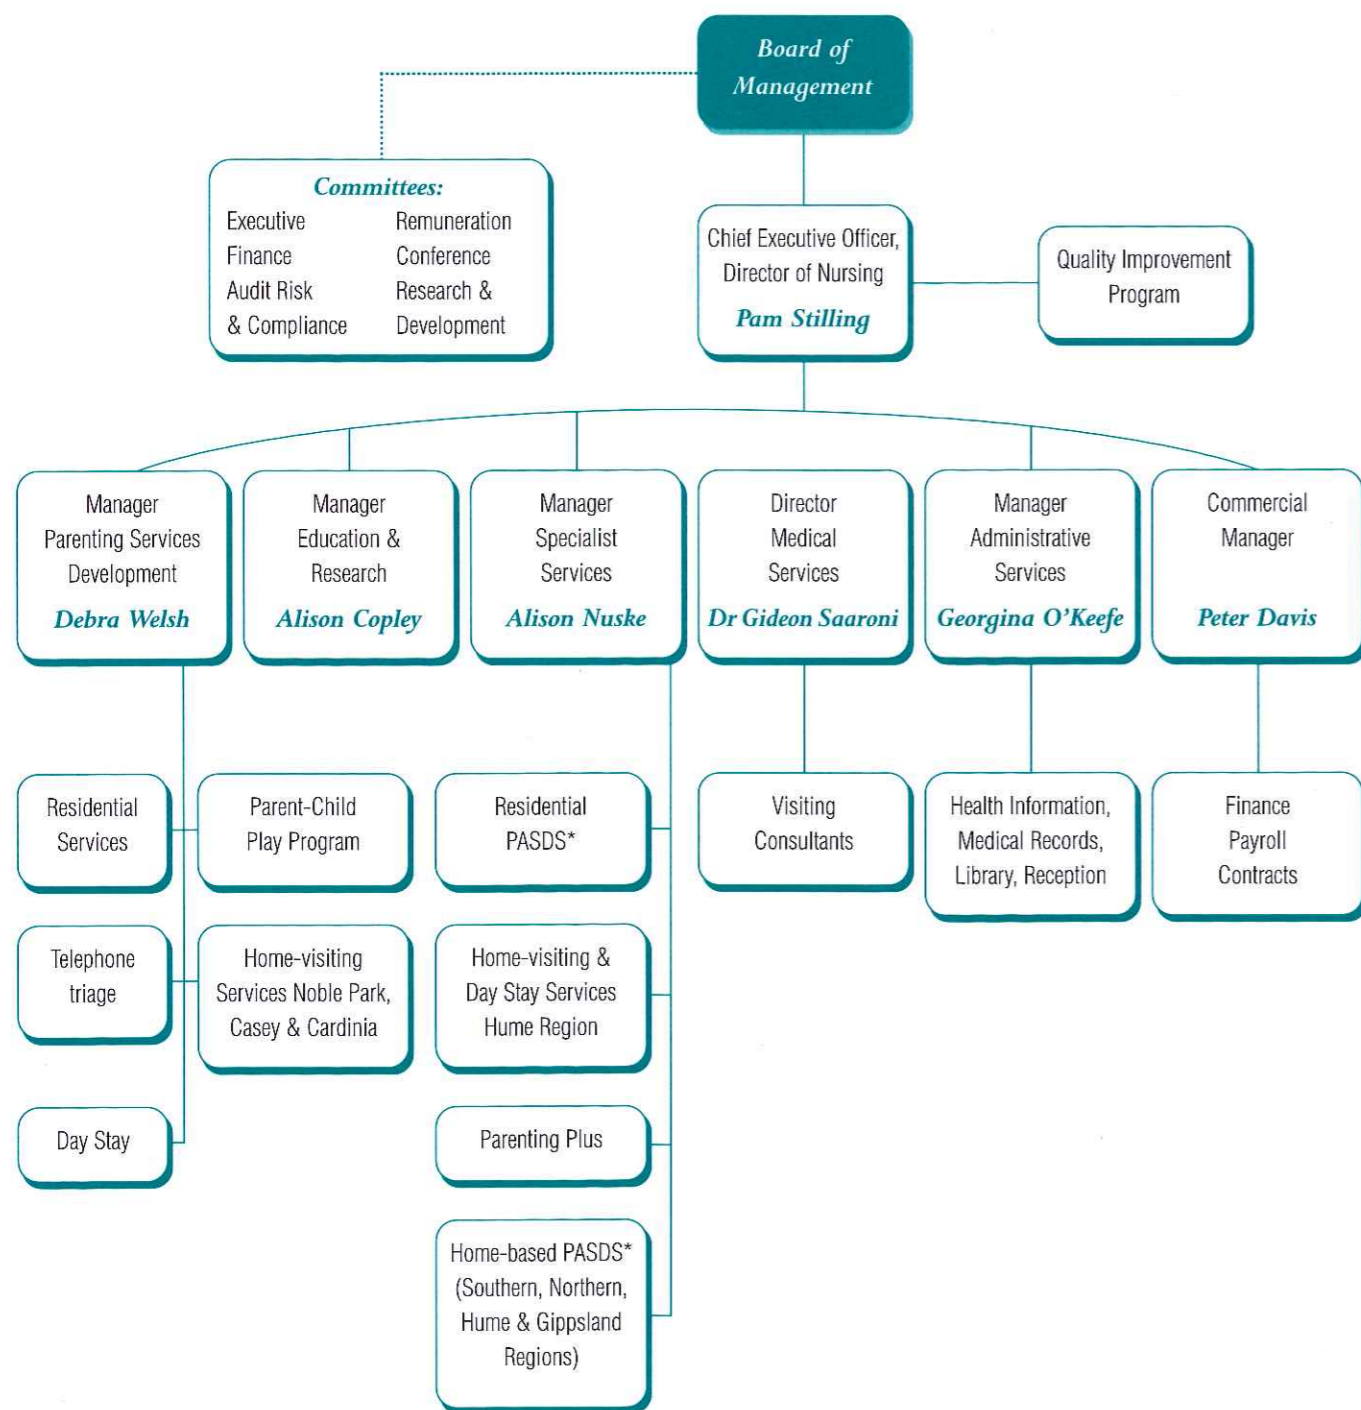 Board of
Management
Committees:
Executive
Finance
Audit Risk
& Compliance
Remuneration
Conference
Research &
Development
Chief Executive Officer,
Director of Nursing
Pam Stilling
Quality Improvement
Program
Manager
Parenting Services
Development
Debra Welsh
Manager
Education &
Research
Alison Copley
Manager
Specialist
Services
Alison Nuske
Director
Medical
Services
Dr Gideon Saaroni
Manager
Administrative
Services
Georgina O'Keefe
Commercial
Manager
Peter Davis
Residential
Services
Parent-Child
Play Program
Residential
PASDS*
Visiting
Consultants
Health Information,
Medical Records,
Library, Reception
Finance
Payroll
Contracts
Telephone
triage
Home-visiting
Services Noble Park,
Casey & Cardinia
Home-visiting &
Day Stay Services
Hume Region
Day Stay
Parenting Plus
Home-based PASDS*
(Southern, Northern,
Hume & Gippsland
Regions)